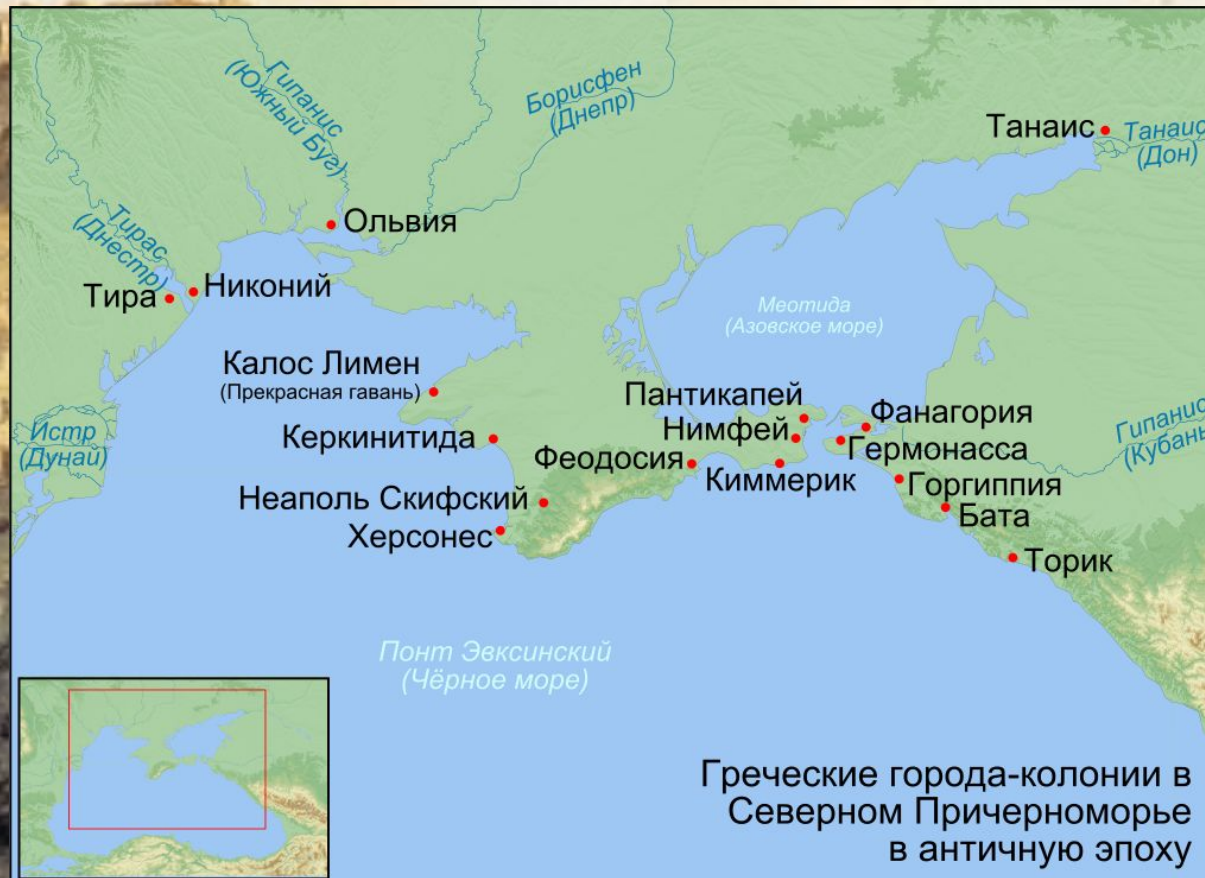 Гипанис
(Южный Буг)
Борисфен
(Днепр)
Танаис
Танаис
(Дон)
Ольвия
Тирас
(Днестр)
Тира
Никоний
Меотида
(Азовское море)
Калос Лимен
(Прекрасная гавань)
Пантикапей
Фанагория
Истр
(Дунай)
Керкинитида
Нимфей
Гермонасса
Гипанис
(Кубань)
Феодосия
Киммерик
Горгиппия
Неаполь Скифский
Бата
Херсонес
Торик
Понт Эвксинский
(Чёрное море)
Греческие города-колонии в
Северном Причерноморье
в античную эпоху